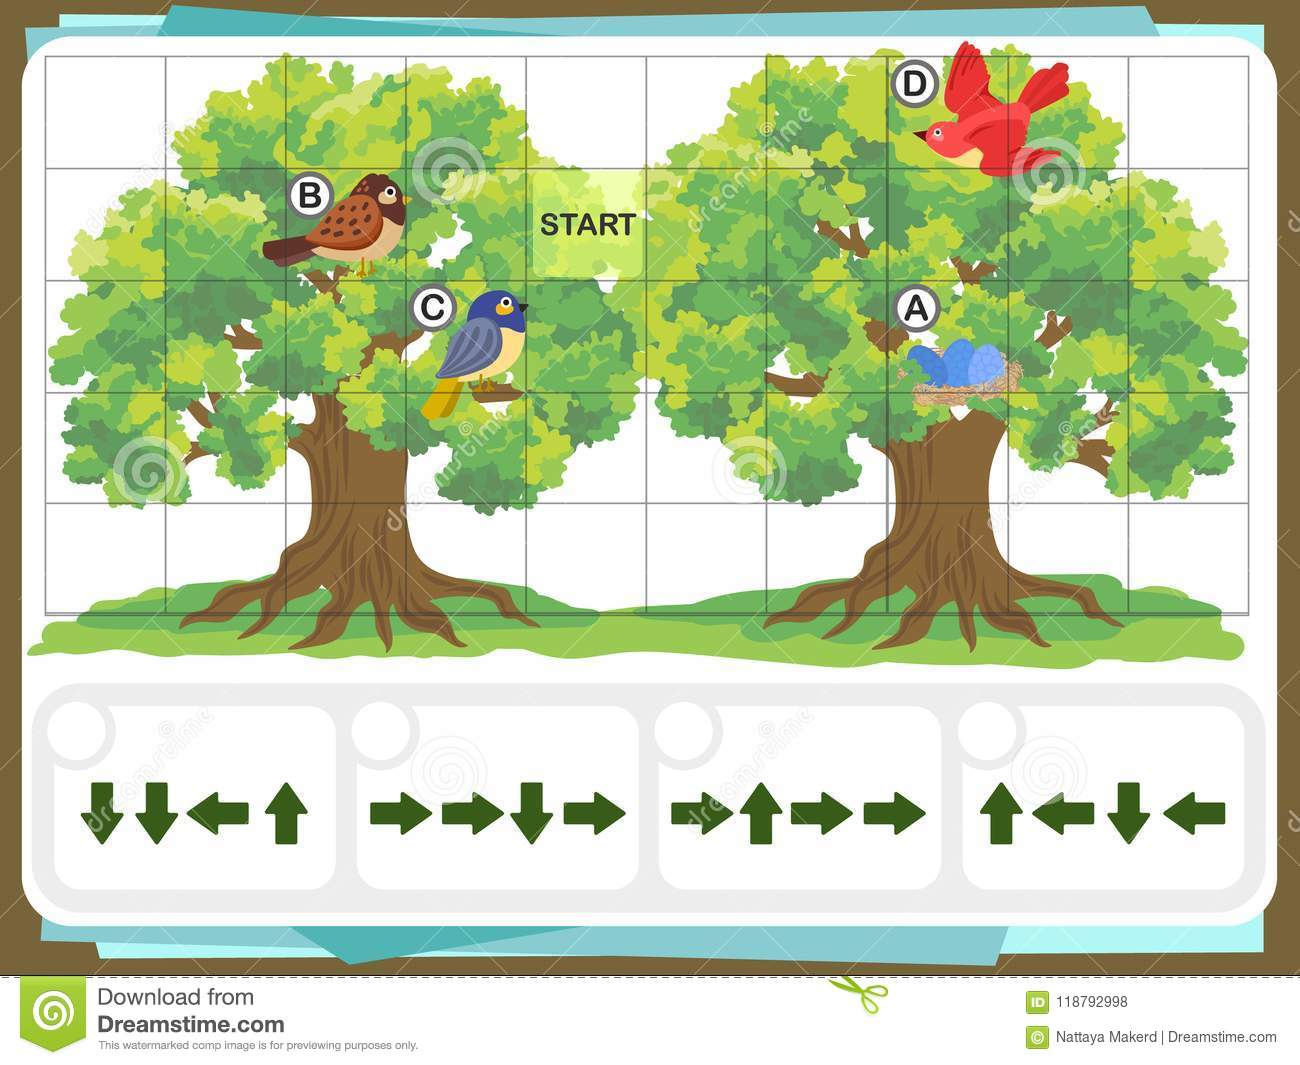 D
B
START
C
A
Download from
Dreamstime.com
This watermarked comp image is for previewing purposes only.
ID 118792998
© Nattaya Makerd | Dreamstime.com